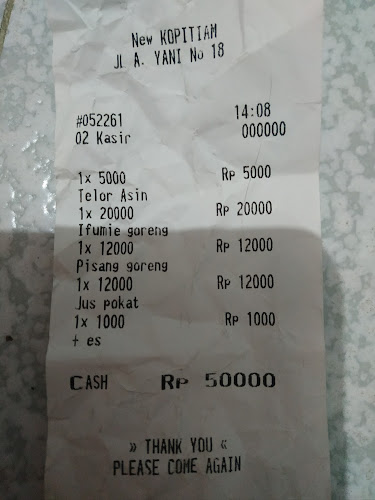 New KOPITIAM
Jl A. YANI No 18
#052261 14:08
02 Kasir 000000
1x 5000 Rp 5000
Telor Asin
1x 20000 Rp 20000
Ifumie goreng
1x 12000 Rp 12000
Pisang goreng
1x 12000 Rp 12000
Jus pokat
1x 1000 Rp 1000
+ es
CASH Rp 50000
» THANK YOU «
PLEASE COME AGAIN